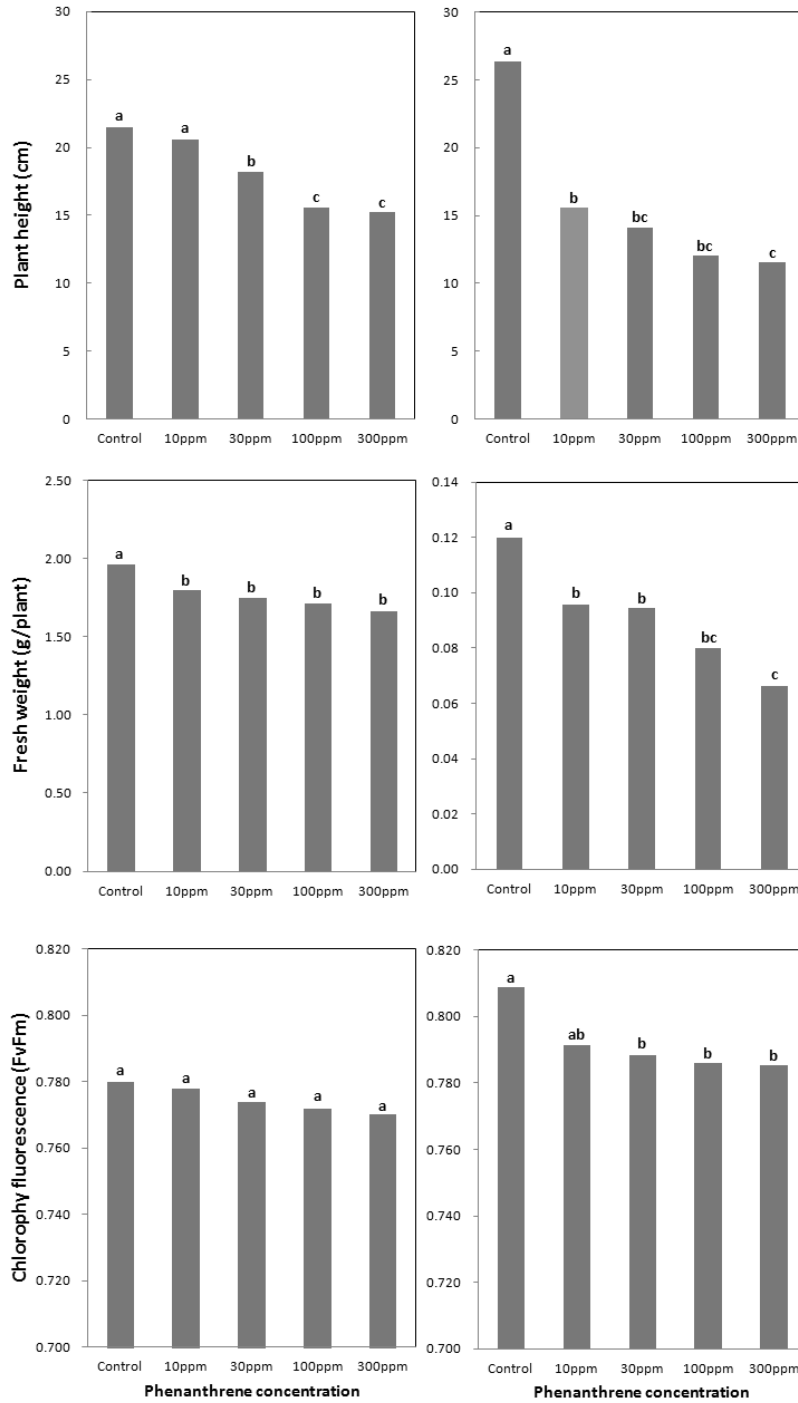 Plant height (cm)
30
25
20
15
10
5
0
a
a
b
c
c
Control 10ppm 30ppm 100ppm 300ppm
30
25
20
15
10
5
0
a
b
bc
bc
c
Control 10ppm 30ppm 100ppm 300ppm
Fresh weight (g/plant)
2.50
2.00
1.50
1.00
0.50
0.00
a
b
b
b
b
Control 10ppm 30ppm 100ppm 300ppm
0.14
0.12
0.10
0.08
0.06
0.04
0.02
0.00
a
b
b
bc
c
Control 10ppm 30ppm 100ppm 300ppm
Chlorophy fluorescence (FvFm)
0.820
0.800
0.780
0.760
0.740
0.720
0.700
a
a
a
a
a
Control 10ppm 30ppm 100ppm 300ppm
Phenanthrene concentration
0.820
0.800
0.780
0.760
0.740
0.720
0.700
a
ab
b
b
b
Control 10ppm 30ppm 100ppm 300ppm
Phenanthrene concentration